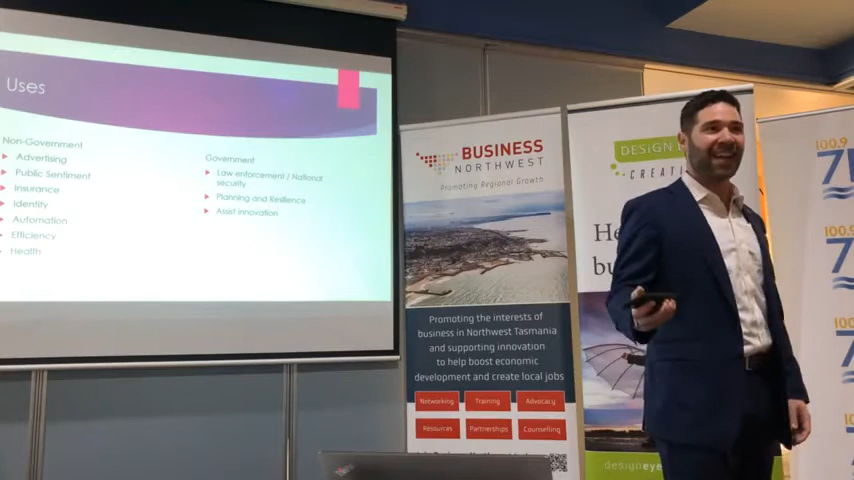 Uses
Non-Government
Advertising
Public Sentiment
Insurance
Identity
Automation
Efficiency
Health
Government
Law enforcement / National
security
Planning and Resilience
Assist innovation
BUSINESS
NORTHWEST
Promoting Regional Growth
Promoting the interests of
business in Northwest Tasmania
and supporting innovation
to help boost economic
development and create local jobs
Networking
Training
Advocacy
Resources
Partnerships
Counselling
DESIGN
CREATI
He
bu
designeye
100.9
7
100.9
7
100
7